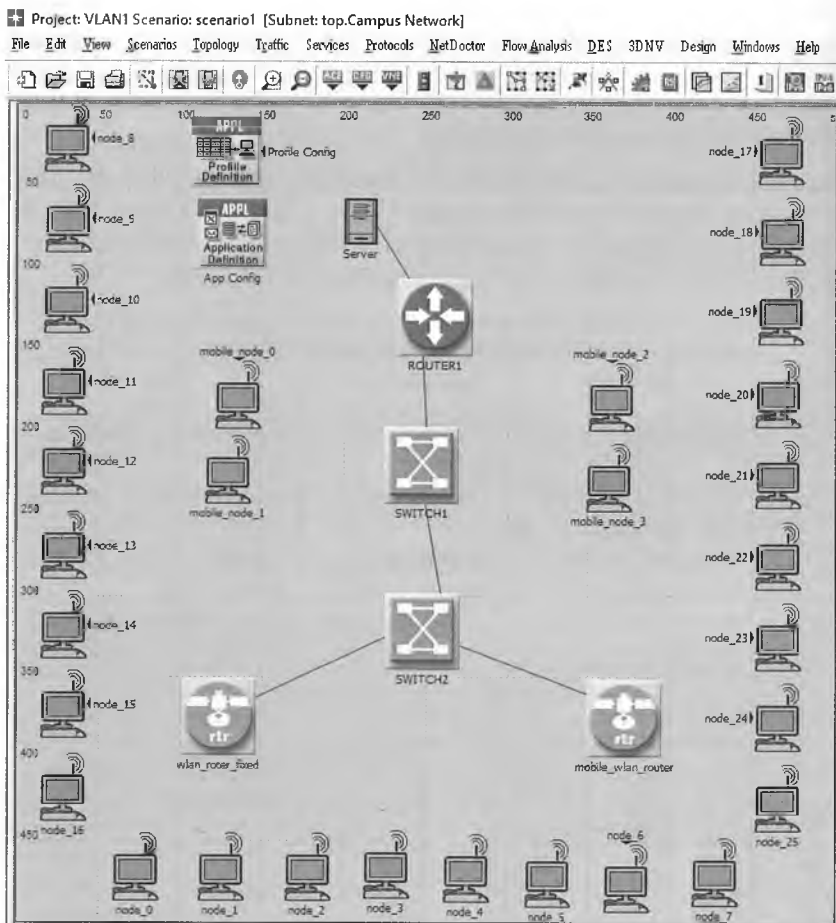 Project: VLAN1 Scenario: scenario1 [Subnet: top.Campus Network]
File Edit View Scenarios Topology Traffic Services Protocols NetDoctor Flow Analysis DES 3DNV Design Windows Help
0 50 100 150 200 250 300 350 400 450
50
100
150
200
250
300
350
400
450
node_8
APPL
Profile Definition
Profile Config
node_17
node_9
APPL
Application Definition
App Config
Server
node_18
node_10
ROUTER1
node_19
node_11
mobile_node_0
mobile_node_2
node_20
node_12
mobile_node_1
SWITCH1
mobile_node_3
node_21
node_13
node_22
node_14
SWITCH2
node_23
node_15
rtr
wlan_roter_fixed
rtr
mobile_wlan_router
node_24
node_16
node_25
node_0
node_1
node_2
node_3
node_4
node_5
node_6
node_7